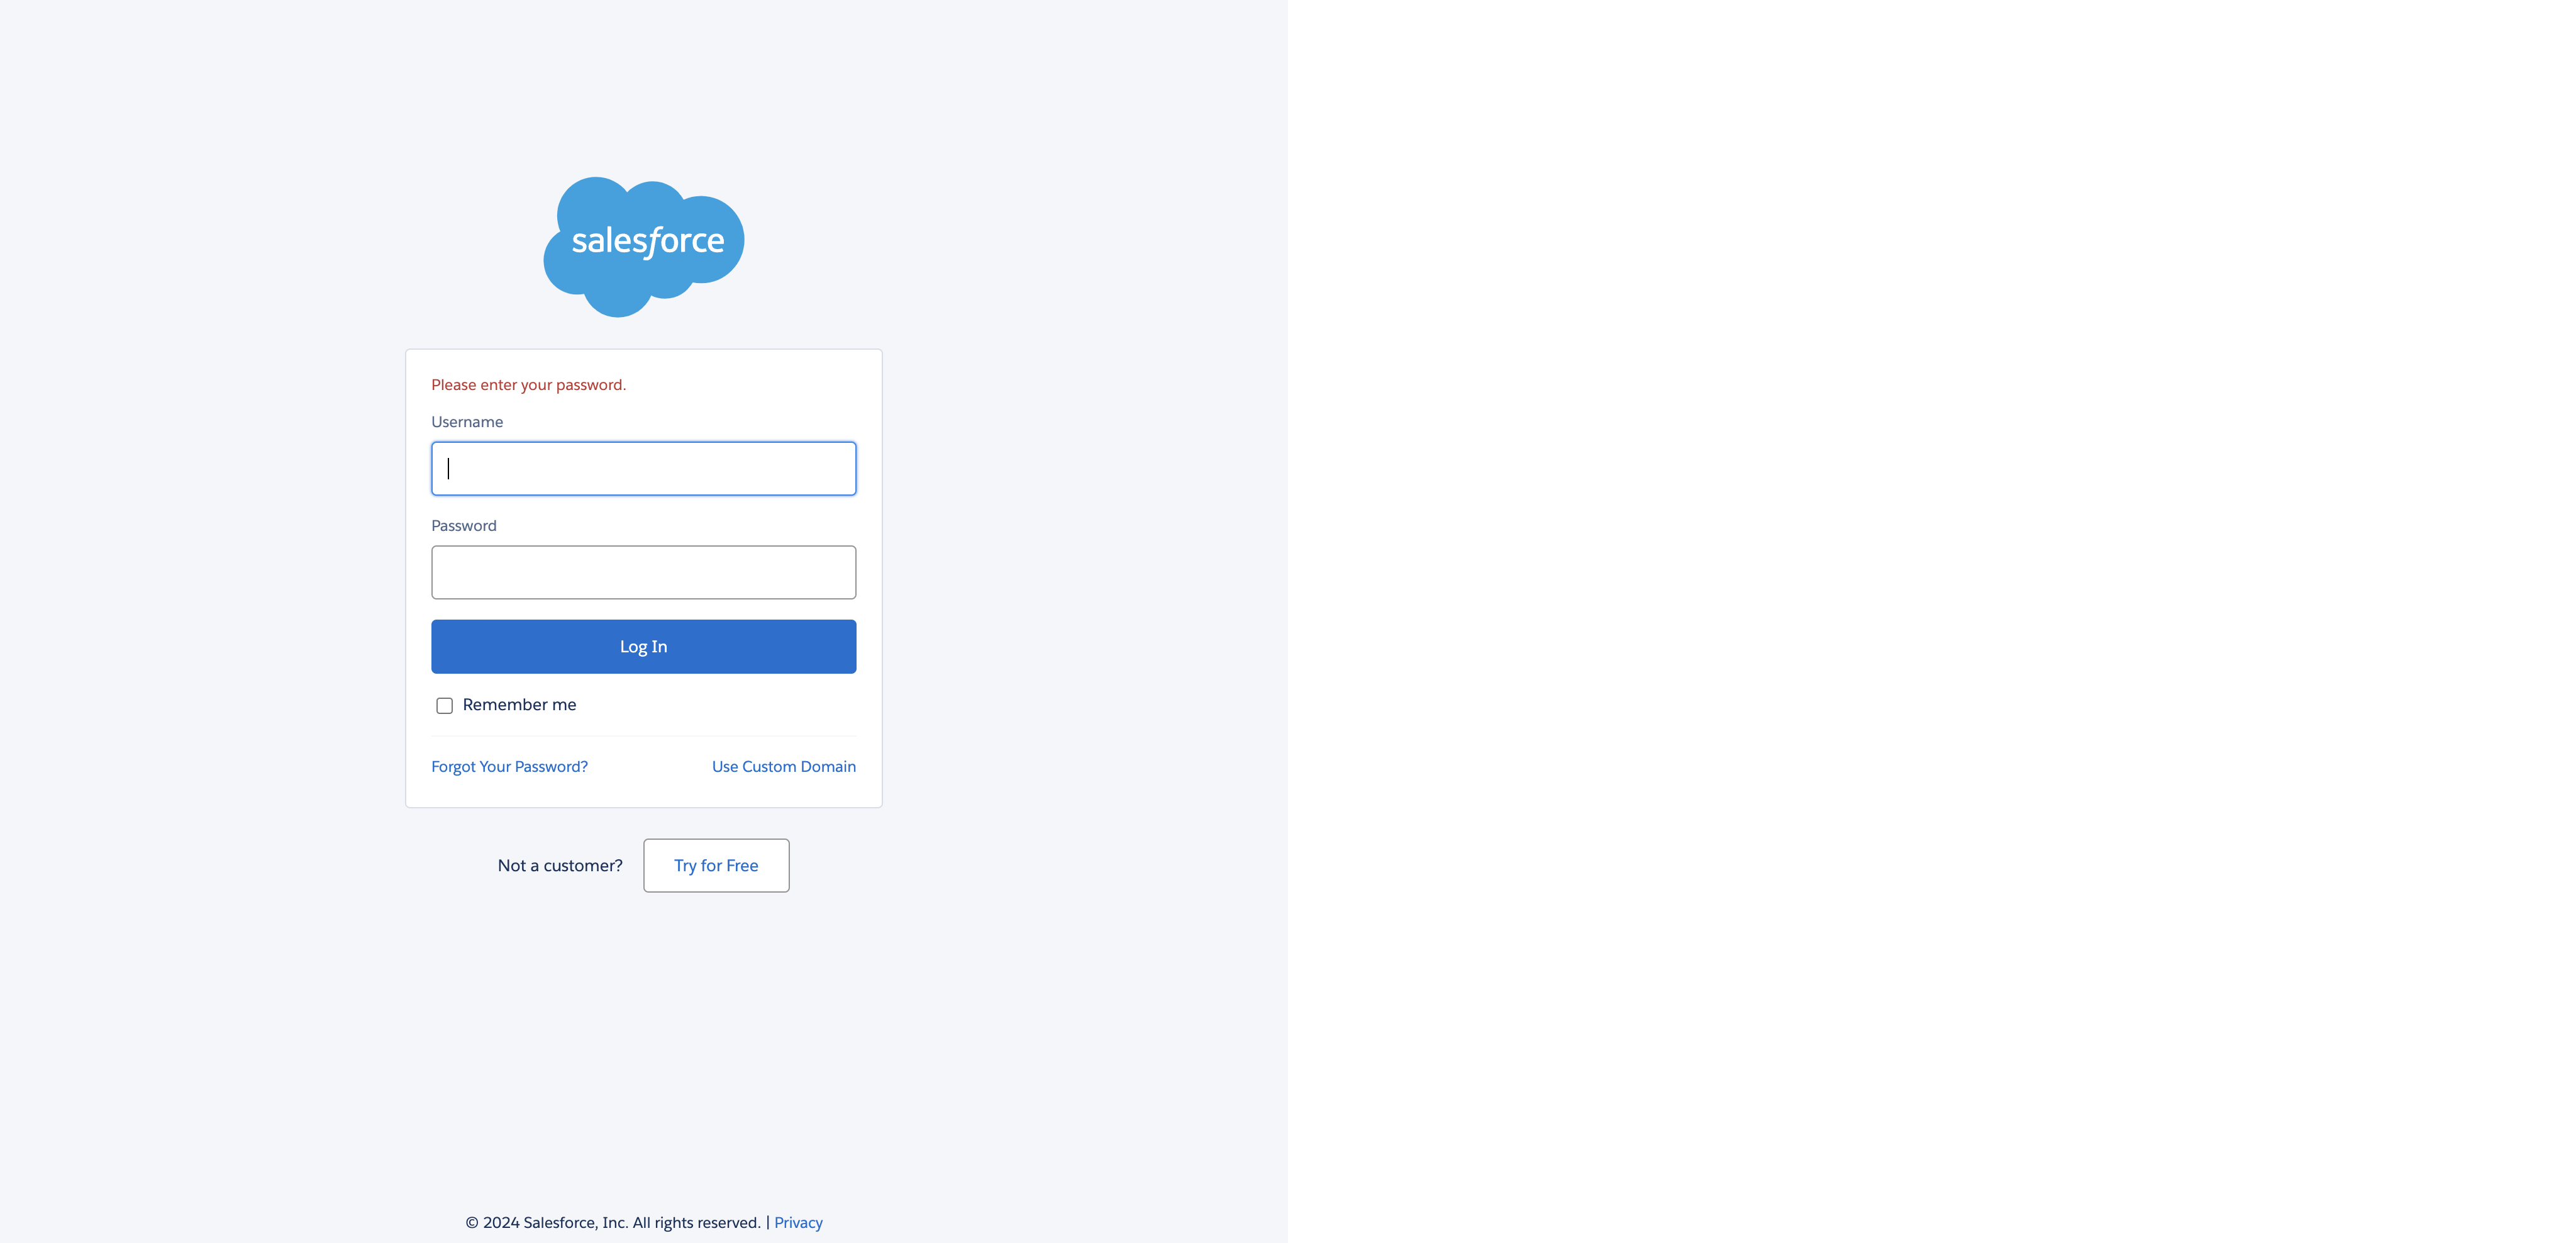 salesforce
Please enter your password.
Username
Password
Log In
Remember me
Forgot Your Password? Use Custom Domain
Not a customer? Try for Free
© 2024 Salesforce, Inc. All rights reserved. | Privacy